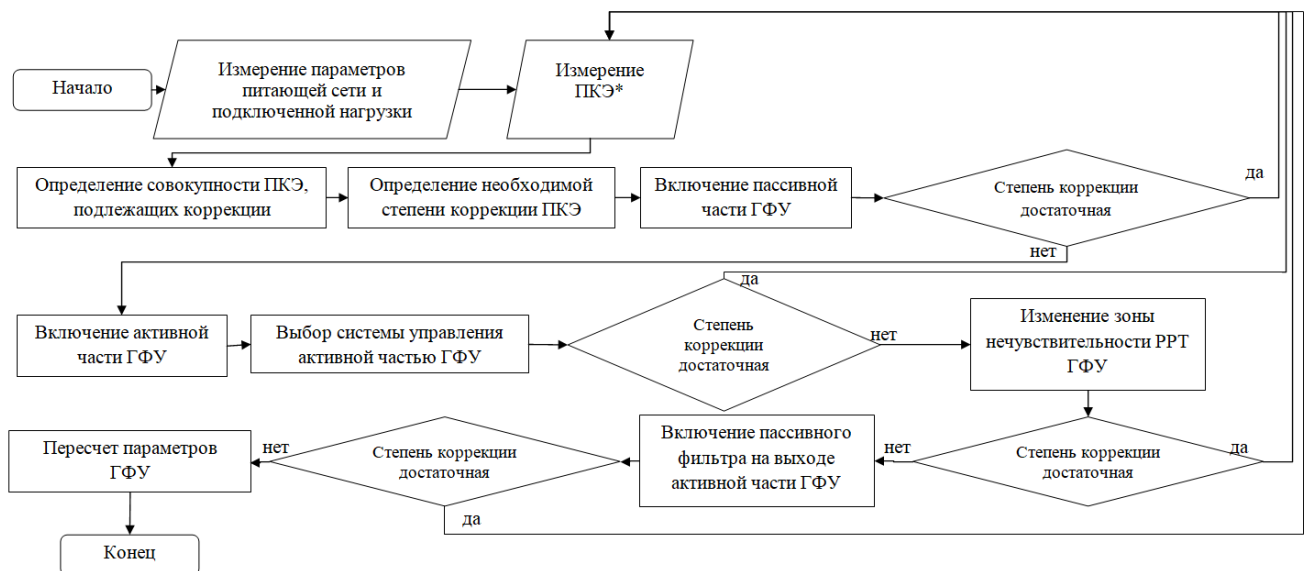 Начало
Измерение параметров
питающей сети и
подключенной нагрузки
Измерение
ПКЭ*
Определение совокупности ПКЭ,
подлежащих коррекции
Определение необходимой
степени коррекции ПКЭ
Включение пассивной
части ГФУ
Степень коррекции
достаточная
да
нет
Включение активной
части ГФУ
Выбор системы управления
активной частью ГФУ
да
Степень
коррекции
достаточная
нет
Изменение зоны
нечувствительности РРТ
ГФУ
Степень коррекции
достаточная
да
нет
Включение пассивного
фильтра на выходе
активной части ГФУ
Степень коррекции
достаточная
нет
да
Пересчет параметров
ГФУ
Конец